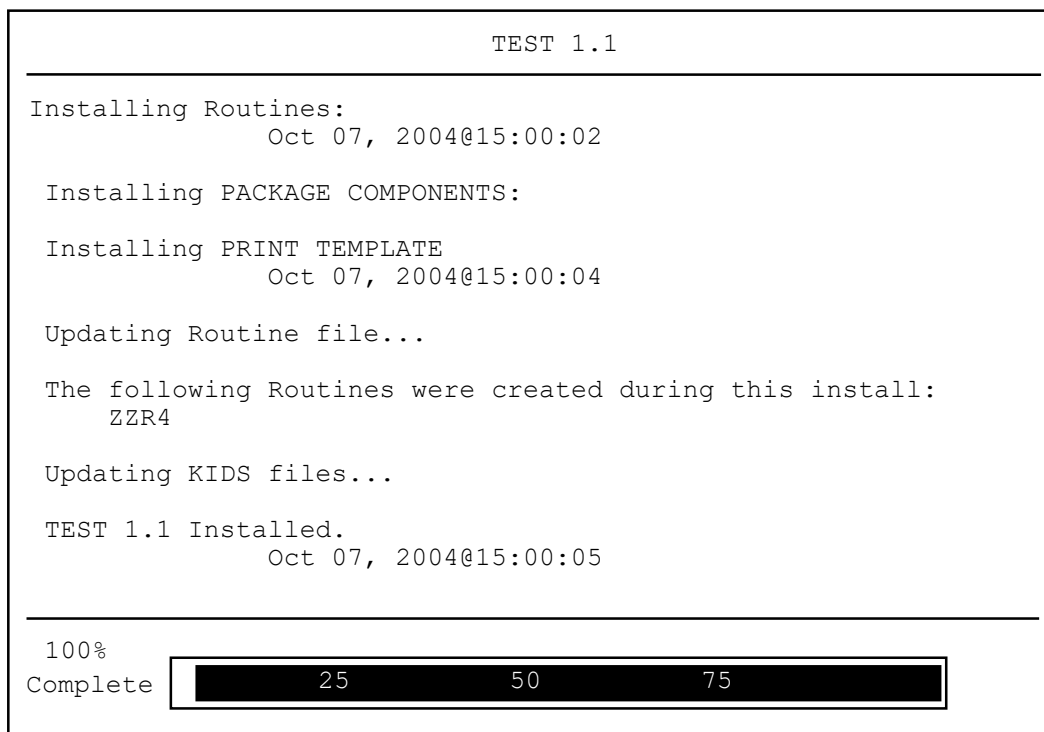 TEST 1.1
Installing Routines:
Oct 07, 2004@15:00:02
Installing PACKAGE COMPONENTS:
Installing PRINT TEMPLATE
Oct 07, 2004@15:00:04
Updating Routine file...
The following Routines were created during this install:
ZZR4
Updating KIDS files...
TEST 1.1 Installed.
Oct 07, 2004@15:00:05
100%
Complete 25 50 75